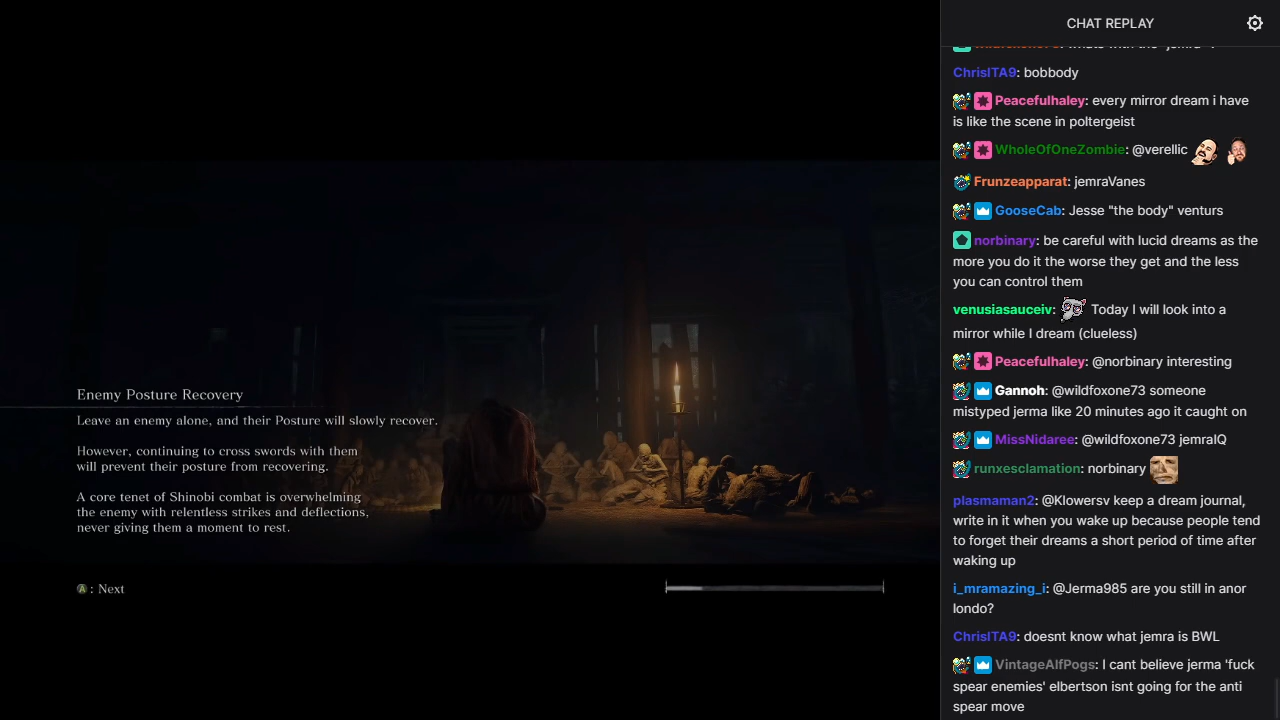 Enemy Posture Recovery
Leave an enemy alone, and their Posture will slowly recover.
However, continuing to cross swords with them
will prevent their posture from recovering.
A core tenet of Shinobi combat is overwhelming
the enemy with relentless strikes and deflections,
never giving them a moment to rest.
A : Next
CHAT REPLAY
ChrisITA9: bobbody
Peacefulhaley: every mirror dream i have
is like the scene in poltergeist
WholeOfOneZombie: @verellic
Frunzeapparat: jemraVanes
GooseCab: Jesse "the body" venturs
norbinary: be careful with lucid dreams as the
more you do it the worse they get and the less
you can control them
venusiasauceiv: Today I will look into a
mirror while I dream (clueless)
Peacefulhaley: @norbinary interesting
Gannoh: @wildfoxone73 someone
mistyped jerma like 20 minutes ago it caught on
MissNidaree: @wildfoxone73 jemraIQ
runxesclamation: norbinary
plasmaman2: @Klowersv keep a dream journal,
write in it when you wake up because people tend
to forget their dreams a short period of time after
waking up
i_mramazing_i: @Jerma985 are you still in anor
londo?
ChrisITA9: doesnt know what jemra is BWL
VintageAlfPogs: I cant believe jerma 'fuck
spear enemies' elbertson isnt going for the anti
spear move